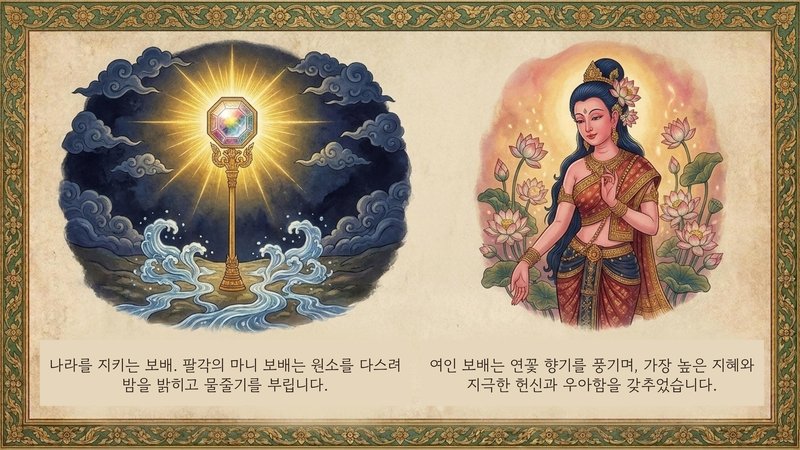 나라를 지키는 보배. 팔각의 마니 보배는 원소를 다스려
밤을 밝히고 물줄기를 부립니다.
여인 보배는 연꽃 향기를 풍기며, 가장 높은 지혜와
지극한 헌신과 우아함을 갖추었습니다.